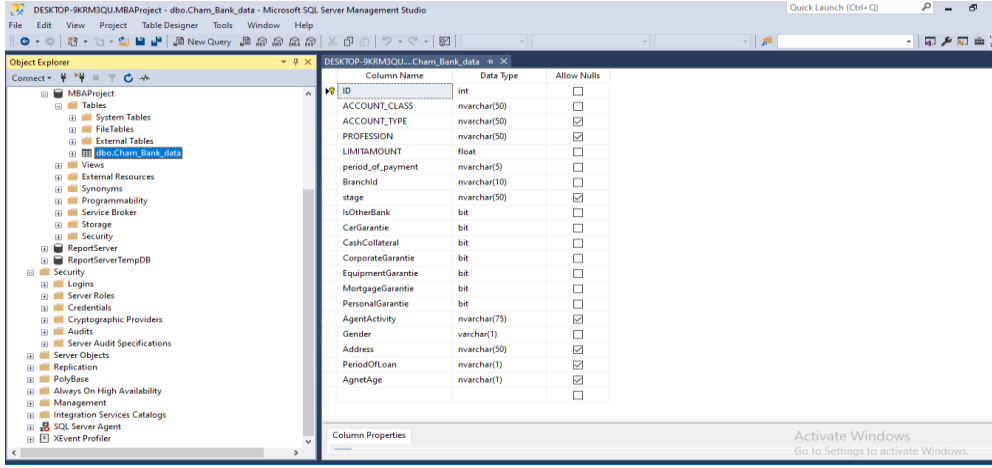 DESKTOP-9KRM3QU.MBAProject - dbo.Cham_Bank_data - Microsoft SQL Server Management Studio
Quick Launch (Ctrl+Q)
File Edit View Project Table Designer Tools Window Help
New Query
Object Explorer
DESKTOP-9KRM3QU....Cham_Bank_data
Connect
MBAProject
Tables
System Tables
FileTables
External Tables
dbo.Cham_Bank_data
Views
External Resources
Synonyms
Programmability
Service Broker
Storage
Security
ReportServer
ReportServerTempDB
Security
Logins
Server Roles
Credentials
Cryptographic Providers
Audits
Server Audit Specifications
Server Objects
Replication
PolyBase
Always On High Availability
Management
Integration Services Catalogs
SQL Server Agent
XEvent Profiler
Column Name Data Type Allow Nulls
ID int
ACCOUNT_CLASS nvarchar(50)
ACCOUNT_TYPE nvarchar(50)
PROFESSION nvarchar(50)
LIMITAMOUNT float
period_of_payment nvarchar(5)
BranchId nvarchar(10)
stage nvarchar(50)
IsOtherBank bit
CarGarantie bit
CashCollateral bit
CorporateGarantie bit
EquipmentGarantie bit
MortgageGarantie bit
PersonalGarantie bit
AgentActivity nvarchar(75)
Gender varchar(1)
Address nvarchar(50)
PeriodOfLoan nvarchar(1)
AgnetAge nvarchar(1)
Column Properties
Activate Windows
Go to Settings to activate Windows.